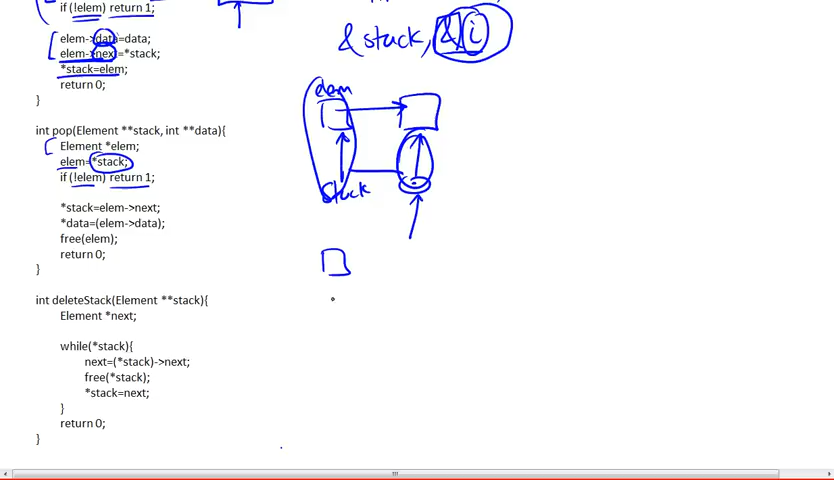 if (!elem) return 1;
elem->data=data;
elem->next=*stack;
*stack=elem;
return 0;
}
& stack, & i
elem
stack
int pop(Element **stack, int **data){
Element *elem;
elem=*stack;
if (!elem) return 1;
*stack=elem->next;
*data=(elem->data);
free(elem);
return 0;
}
int deleteStack(Element **stack){
Element *next;
while(*stack){
next=(*stack)->next;
free(*stack);
*stack=next;
}
return 0;
}